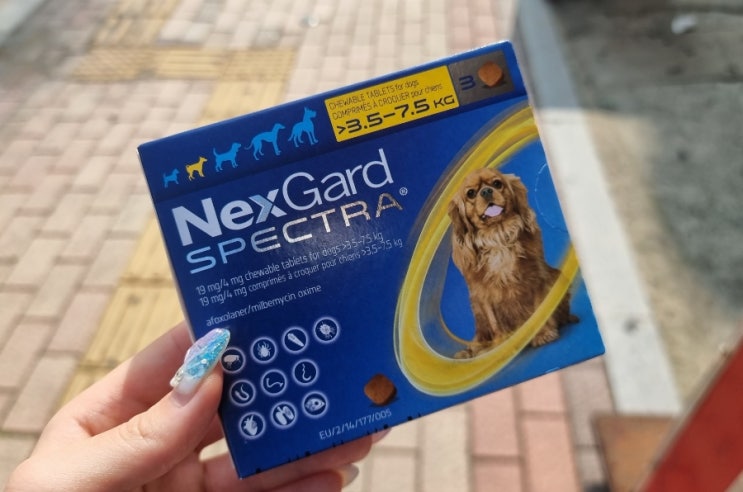 CHEWABLE TABLETS for dogs
COMPRIMÉS À CROQUER pour chiens
>3.5–7.5 KG
3
NexGard
SPECTRA®
19 mg/4 mg chewable tablets for dogs >3.5-7.5 kg
19 mg/4 mg comprimés à croquer pour chiens >3.5-7.5 kg
afoxolaner/milbemycin oxime
EU/2/14/177/005